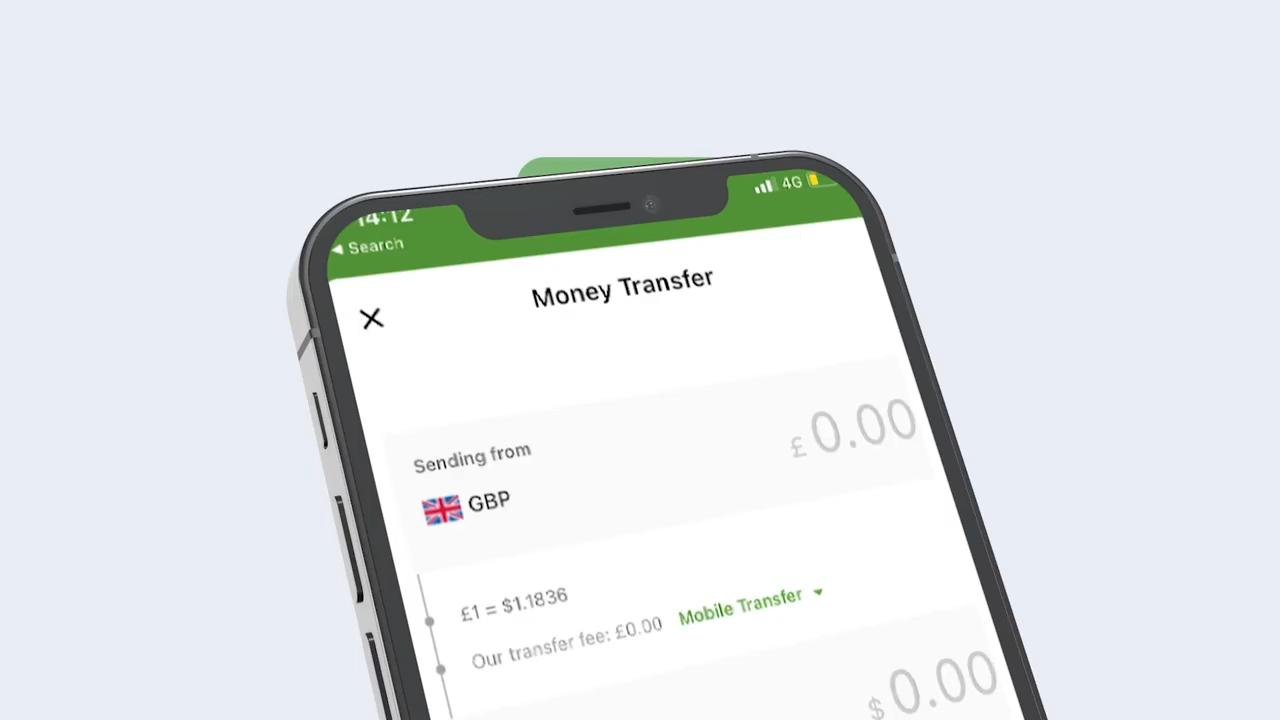 14:12
4G
◀ Search
Money Transfer
Sending from
£ 0.00
GBP
£1 = $1.1836
Our transfer fee: £0.00 Mobile Transfer
$ 0.00